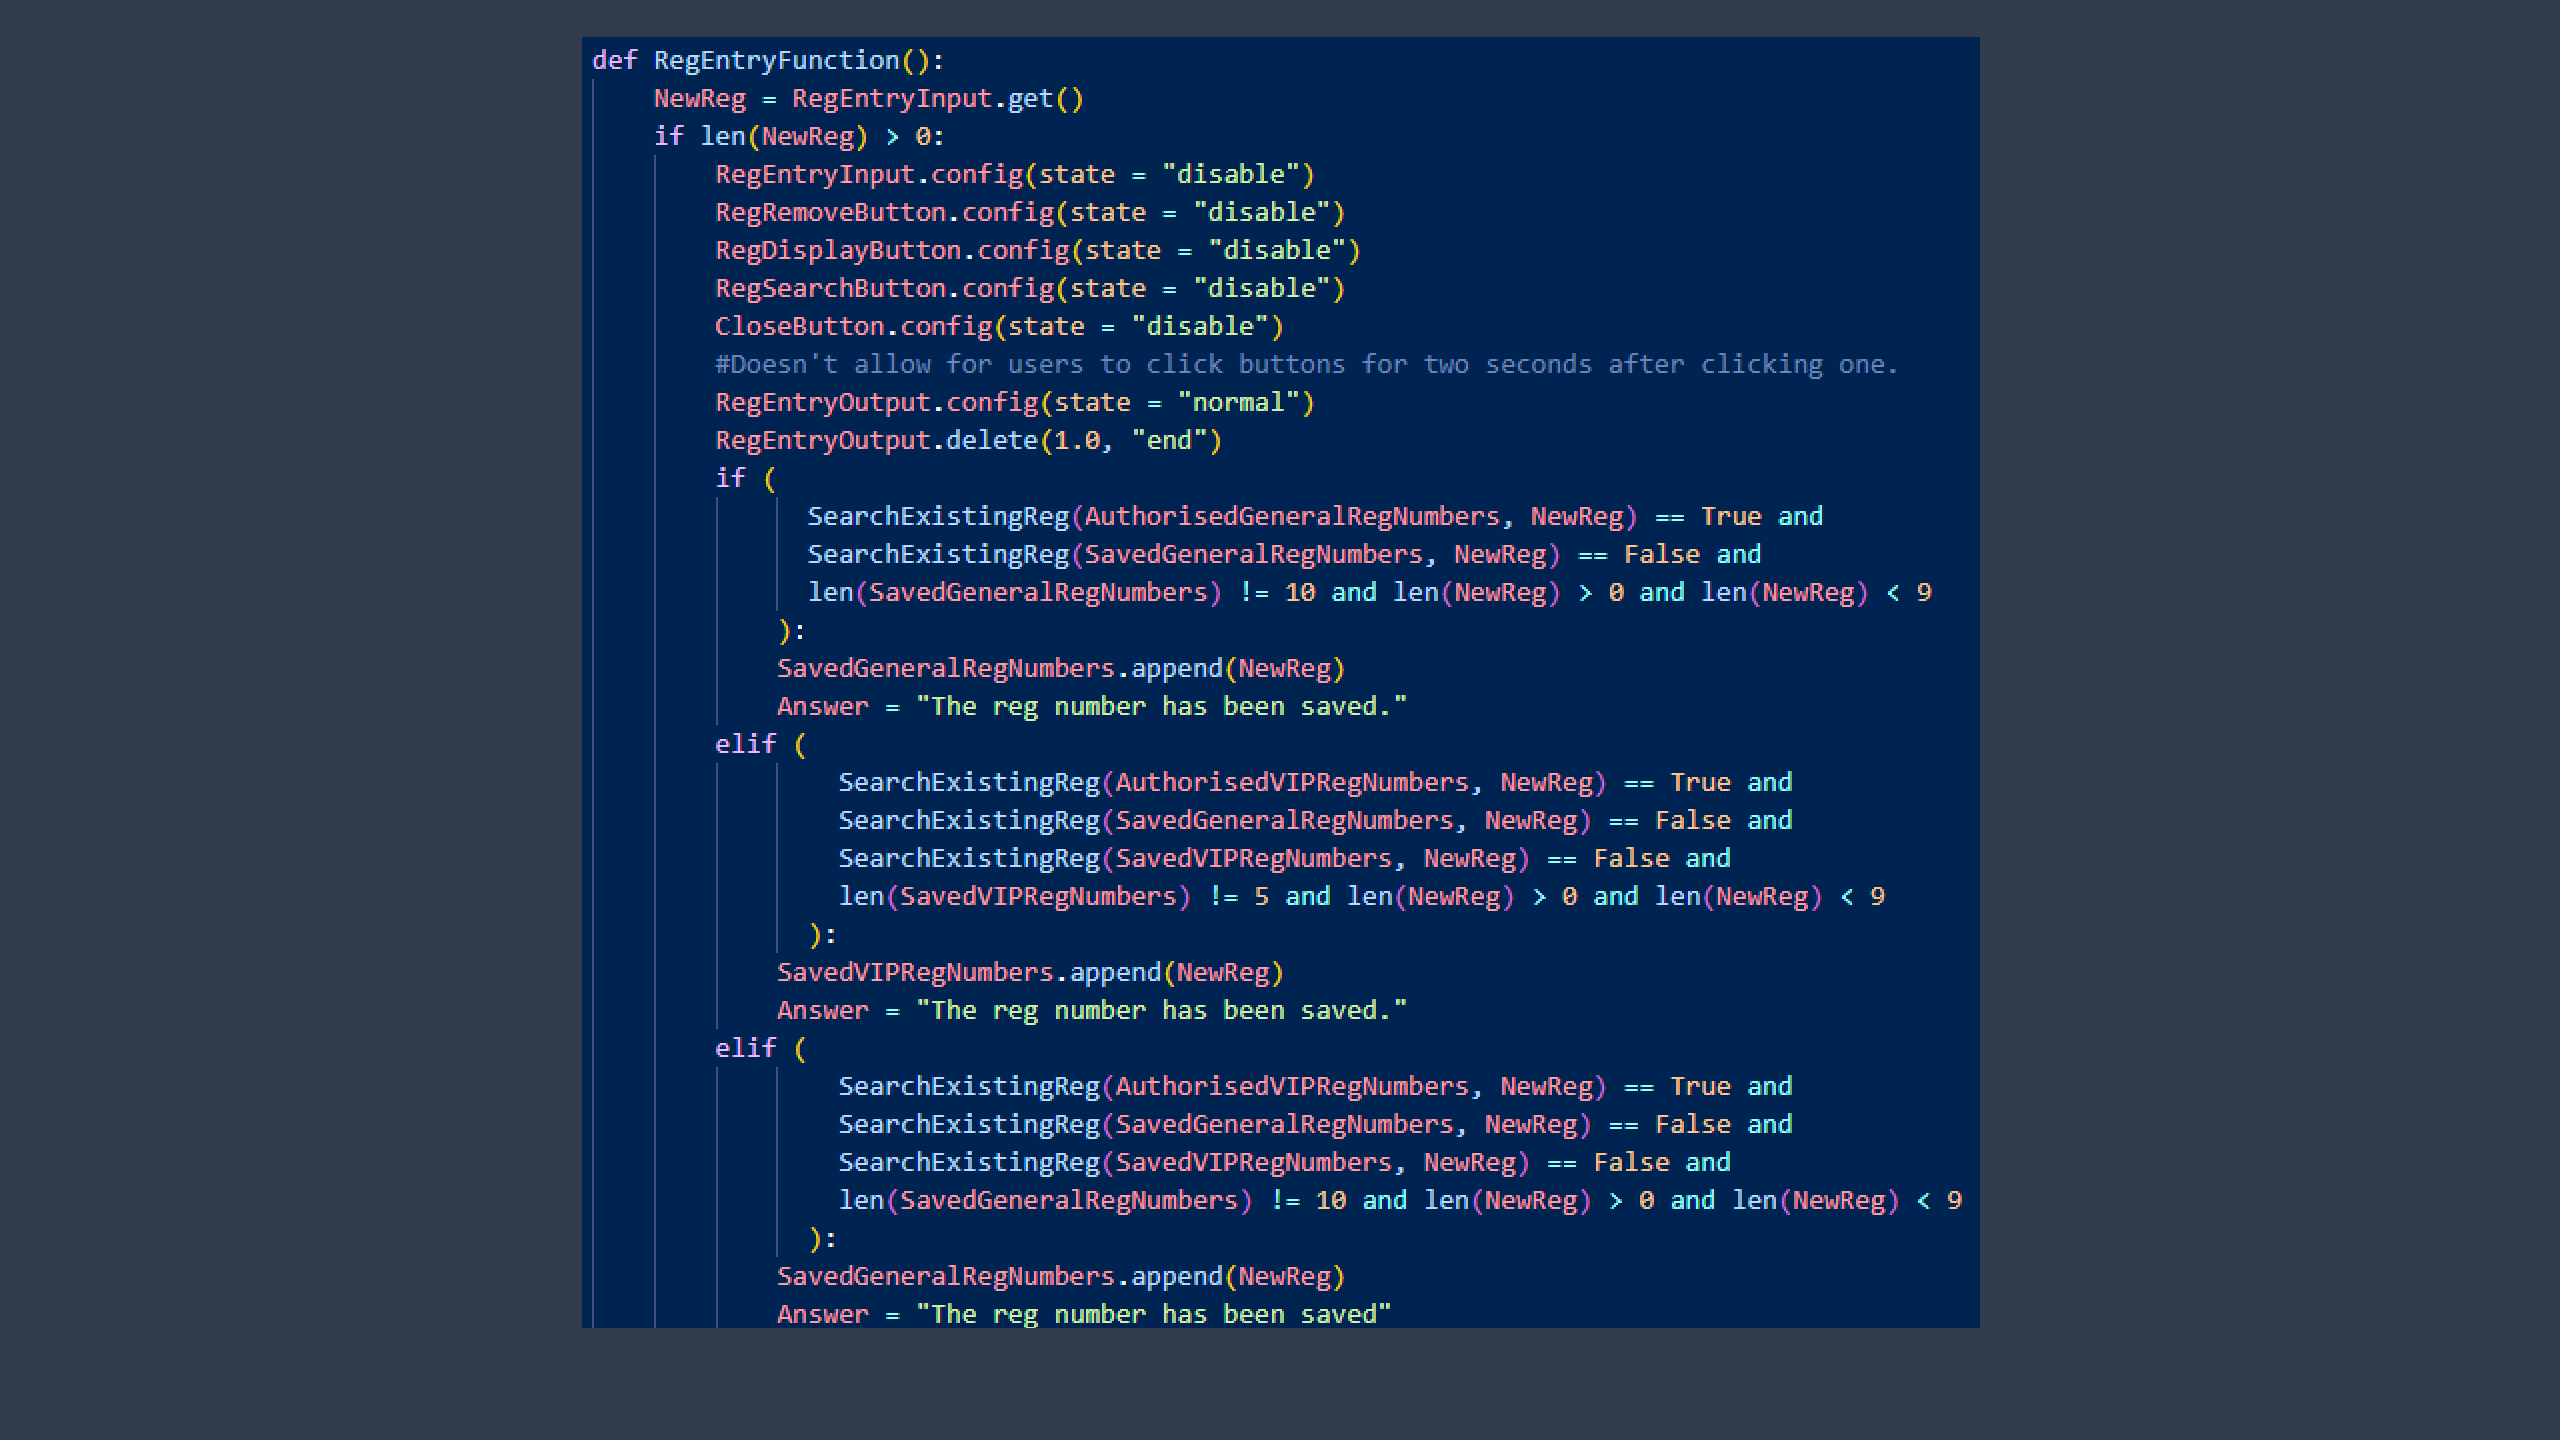 def RegEntryFunction():
    NewReg = RegEntryInput.get()
    if len(NewReg) > 0:
        RegEntryInput.config(state = "disable")
        RegRemoveButton.config(state = "disable")
        RegDisplayButton.config(state = "disable")
        RegSearchButton.config(state = "disable")
        CloseButton.config(state = "disable")
        #Doesn't allow for users to click buttons for two seconds after clicking one.
        RegEntryOutput.config(state = "normal")
        RegEntryOutput.delete(1.0, "end")
        if (
              SearchExistingReg(AuthorisedGeneralRegNumbers, NewReg) == True and
              SearchExistingReg(SavedGeneralRegNumbers, NewReg) == False and
              len(SavedGeneralRegNumbers) != 10 and len(NewReg) > 0 and len(NewReg) < 9
            ):
            SavedGeneralRegNumbers.append(NewReg)
            Answer = "The reg number has been saved."
        elif (
                SearchExistingReg(AuthorisedVIPRegNumbers, NewReg) == True and
                SearchExistingReg(SavedGeneralRegNumbers, NewReg) == False and
                SearchExistingReg(SavedVIPRegNumbers, NewReg) == False and
                len(SavedVIPRegNumbers) != 5 and len(NewReg) > 0 and len(NewReg) < 9
              ):
            SavedVIPRegNumbers.append(NewReg)
            Answer = "The reg number has been saved."
        elif (
                SearchExistingReg(AuthorisedVIPRegNumbers, NewReg) == True and
                SearchExistingReg(SavedGeneralRegNumbers, NewReg) == False and
                SearchExistingReg(SavedVIPRegNumbers, NewReg) == False and
                len(SavedGeneralRegNumbers) != 10 and len(NewReg) > 0 and len(NewReg) < 9
              ):
            SavedGeneralRegNumbers.append(NewReg)
            Answer = "The reg number has been saved"